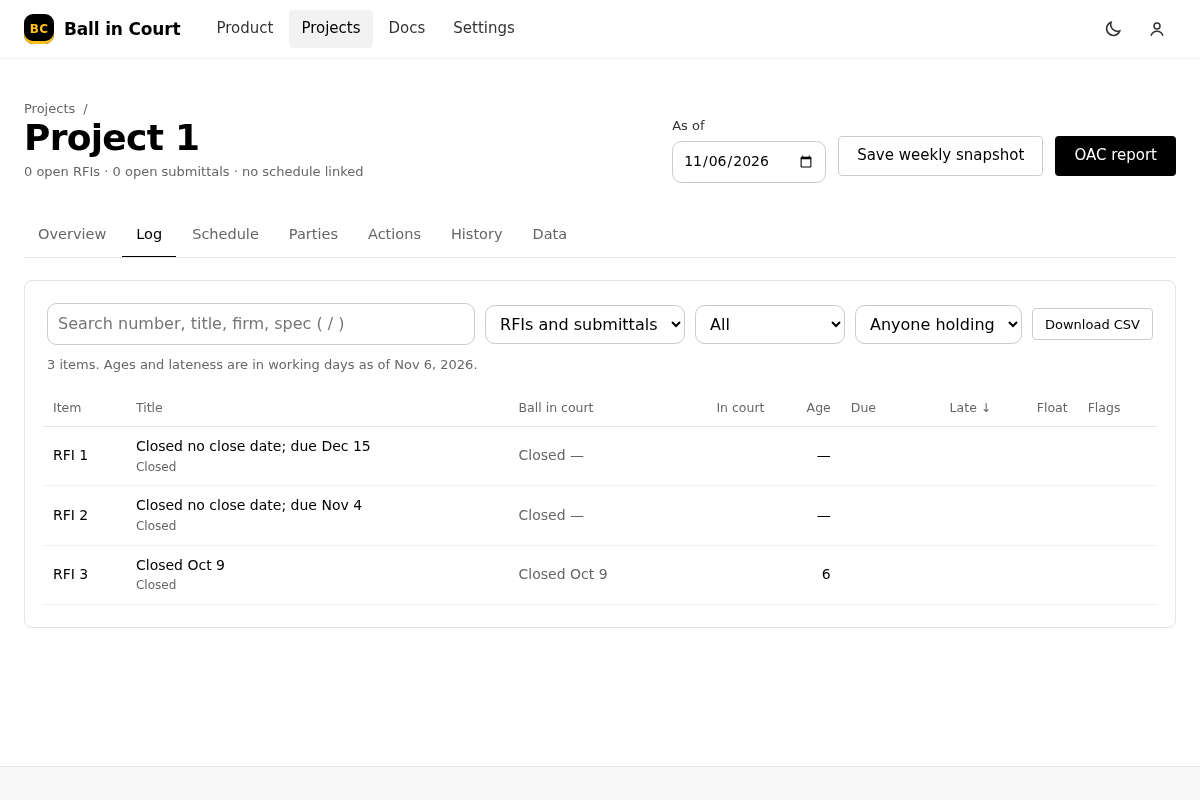 BC Ball in Court Product Projects Docs Settings
Projects /
Project 1
0 open RFIs · 0 open submittals · no schedule linked
As of
11/06/2026 Save weekly snapshot OAC report
Overview Log Schedule Parties Actions History Data
Search number, title, firm, spec ( / ) RFIs and submittals All Anyone holding Download CSV
3 items. Ages and lateness are in working days as of Nov 6, 2026.
Item Title Ball in court In court Age Due Late ↓ Float Flags
RFI 1 Closed no close date; due Dec 15 Closed — —
Closed
RFI 2 Closed no close date; due Nov 4 Closed — —
Closed
RFI 3 Closed Oct 9 Closed Oct 9 6
Closed